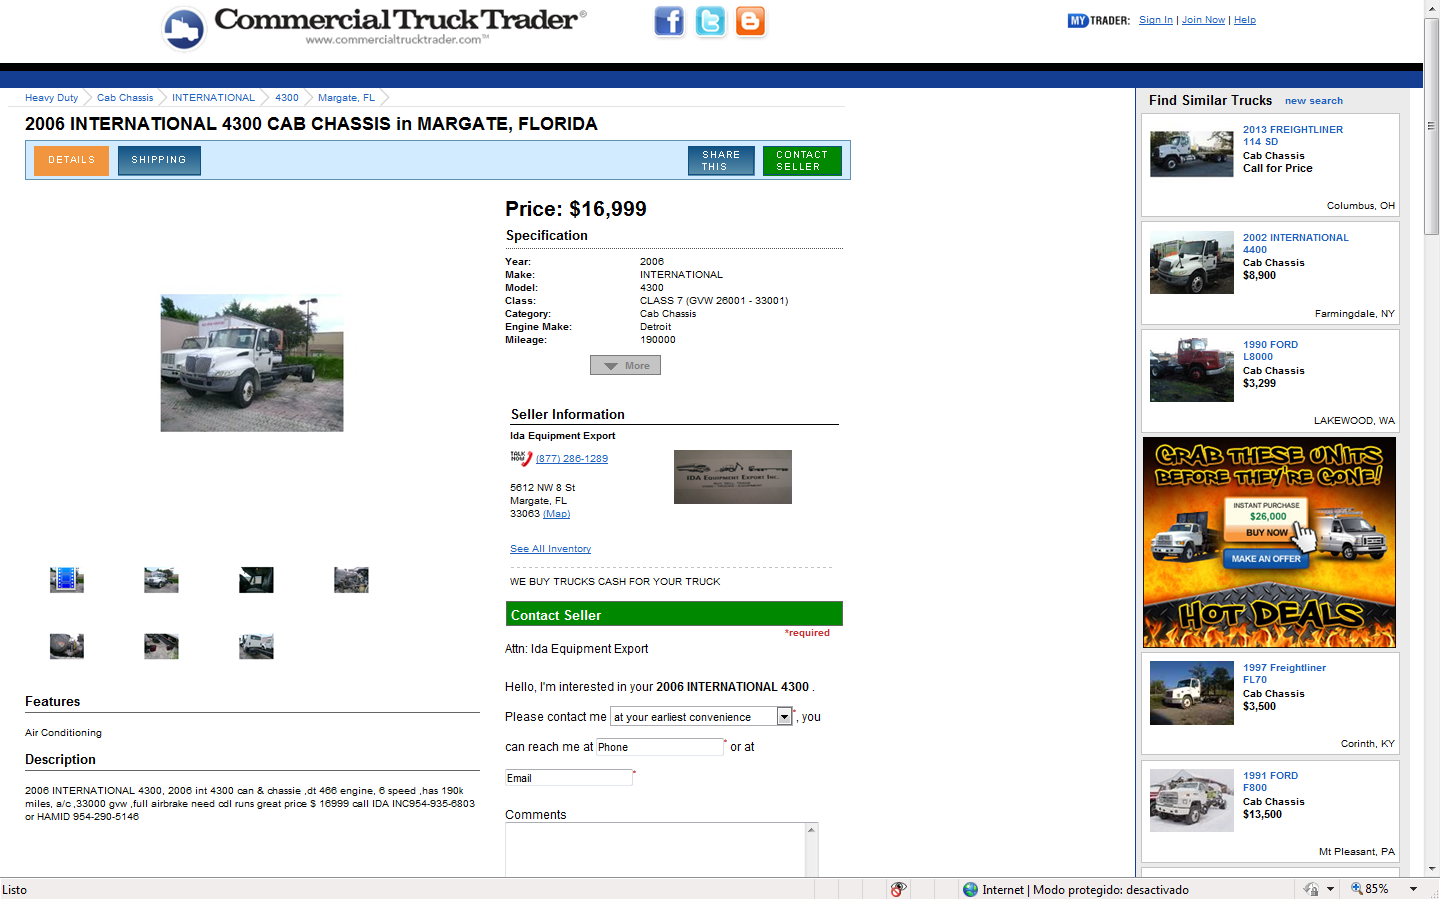 CommercialTruckTrader®
www.commercialtrucktrader.com™
MY TRADER: Sign In | Join Now | Help
Heavy Duty Cab Chassis INTERNATIONAL 4300 Margate, FL
2006 INTERNATIONAL 4300 CAB CHASSIS in MARGATE, FLORIDA
DETAILS
SHIPPING
SHARE
THIS
CONTACT
SELLER
Price: $16,999
Specification
Year: 2006
Make: INTERNATIONAL
Model: 4300
Class: CLASS 7 (GVW 26001 - 33001)
Category: Cab Chassis
Engine Make: Detroit
Mileage: 190000
More
Seller Information
Ida Equipment Export
TALK
NOW
(877) 286-1289
IDA Equipment Export Inc.
5612 NW 8 St
Margate, FL
33063 (Map)
See All Inventory
WE BUY TRUCKS CASH FOR YOUR TRUCK
Contact Seller
*required
Attn: Ida Equipment Export
Hello, I'm interested in your 2006 INTERNATIONAL 4300 .
Please contact me at your earliest convenience *, you
can reach me at Phone * or at
Email *
Comments
Features
Air Conditioning
Description
2006 INTERNATIONAL 4300, 2006 int 4300 can & chassie ,dt 466 engine, 6 speed ,has 190k
miles, a/c ,33000 gvw ,full airbrake need cdl runs great price $ 16999 call IDA INC954-935-6803
or HAMID 954-290-5146
Find Similar Trucks new search
2013 FREIGHTLINER
114 SD
Cab Chassis
Call for Price
Columbus, OH
2002 INTERNATIONAL
4400
Cab Chassis
$8,900
Farmingdale, NY
1990 FORD
L8000
Cab Chassis
$3,299
LAKEWOOD, WA
GRAB THESE UNITS
BEFORE THEY'RE GONE!
INSTANT PURCHASE
$26,000
BUY NOW
MAKE AN OFFER
HOT DEALS
1997 Freightliner
FL70
Cab Chassis
$3,500
Corinth, KY
1991 FORD
F800
Cab Chassis
$13,500
Mt Pleasant, PA
Listo
Internet | Modo protegido: desactivado
85%